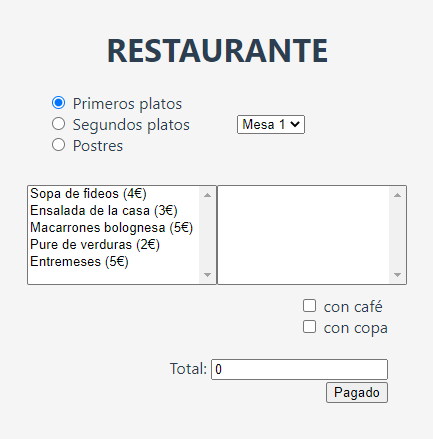 RESTAURANTE
Primeros platos
Segundos platos Mesa 1
Postres
Sopa de fideos (4€)
Ensalada de la casa (3€)
Macarrones bolognesa (5€)
Pure de verduras (2€)
Entremeses (5€)
con café
con copa
Total: 0
Pagado